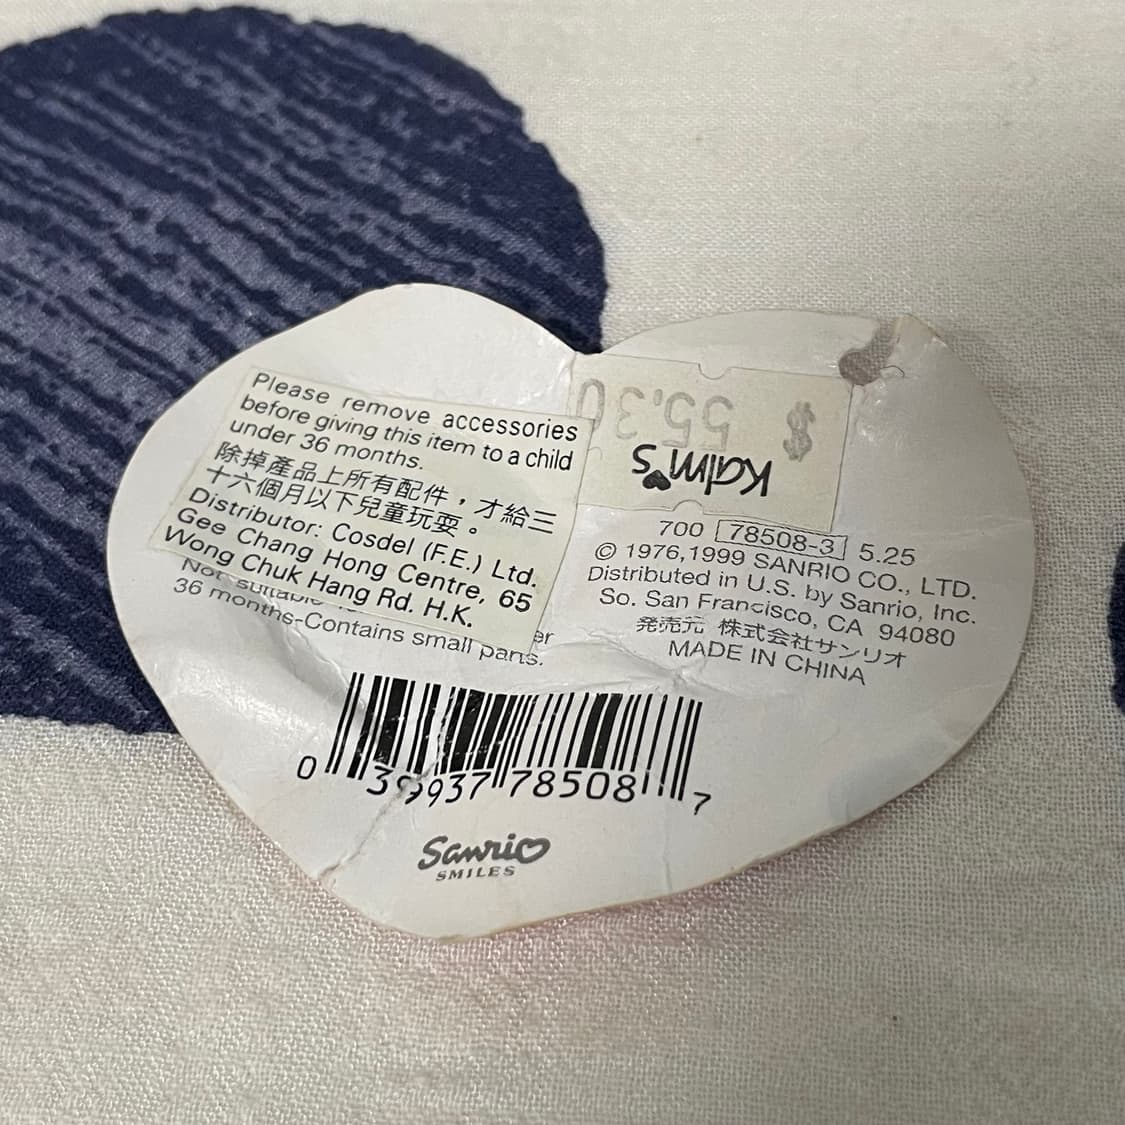 Please remove accessories
before giving this item to a child
under 36 months.
除掉產品上所有配件，才給三
十六個月以下兒童玩耍。
Distributor: Cosdel (F.E.) Ltd.
Gee Chang Hong Centre, 65
Wong Chuk Hang Rd. H.K.
Not suitable
36 months-Contains small parts.
$ 55.30
Kalm's
700 78508-3 5.25
© 1976,1999 SANRIO CO., LTD.
Distributed in U.S. by Sanrio, Inc.
So. San Francisco, CA 94080
発売元 株式会社サンリオ
MADE IN CHINA
0 39937 78508 7
Sanrio
SMILES